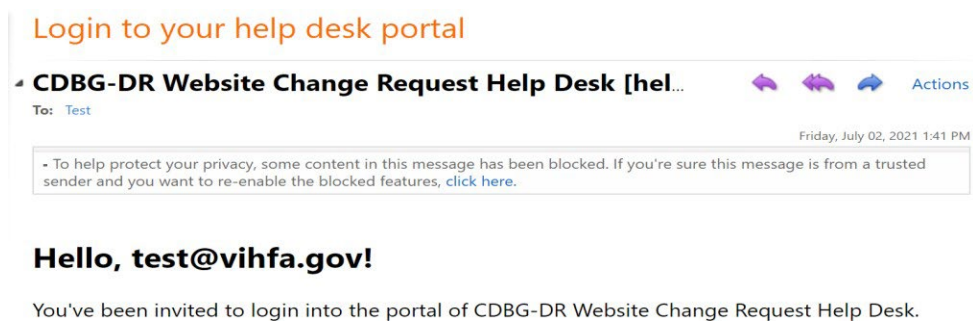 Login to your help desk portal
CDBG-DR Website Change Request Help Desk [hel...
Actions
To: Test
Friday, July 02, 2021 1:41 PM
- To help protect your privacy, some content in this message has been blocked. If you're sure this message is from a trusted
sender and you want to re-enable the blocked features, click here.
Hello, test@vihfa.gov!
You've been invited to login into the portal of CDBG-DR Website Change Request Help Desk.